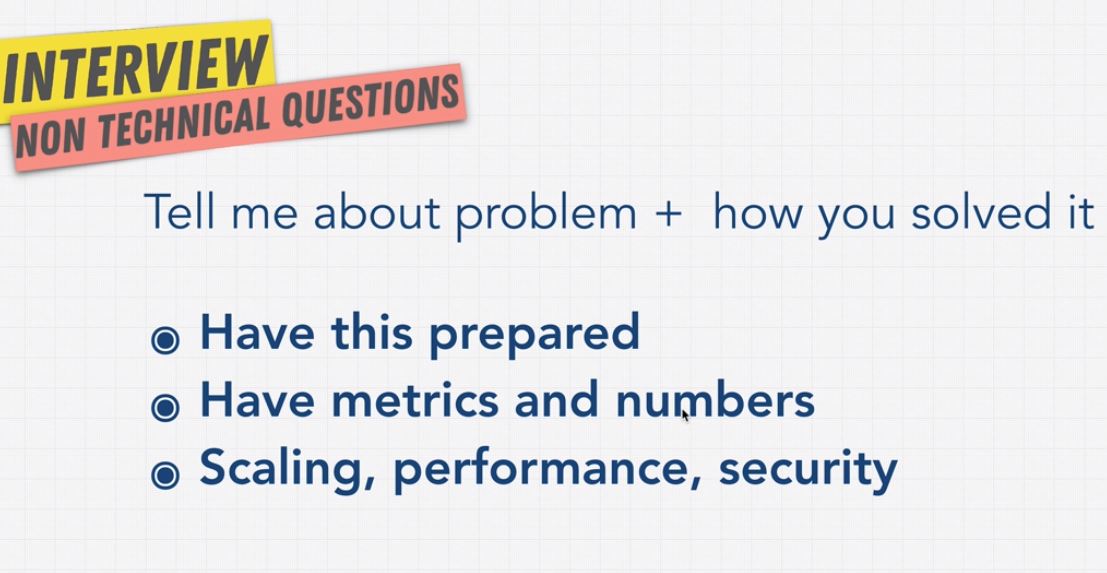 INTERVIEW
NON TECHNICAL QUESTIONS
Tell me about problem + how you solved it
Have this prepared
Have metrics and numbers
Scaling, performance, security